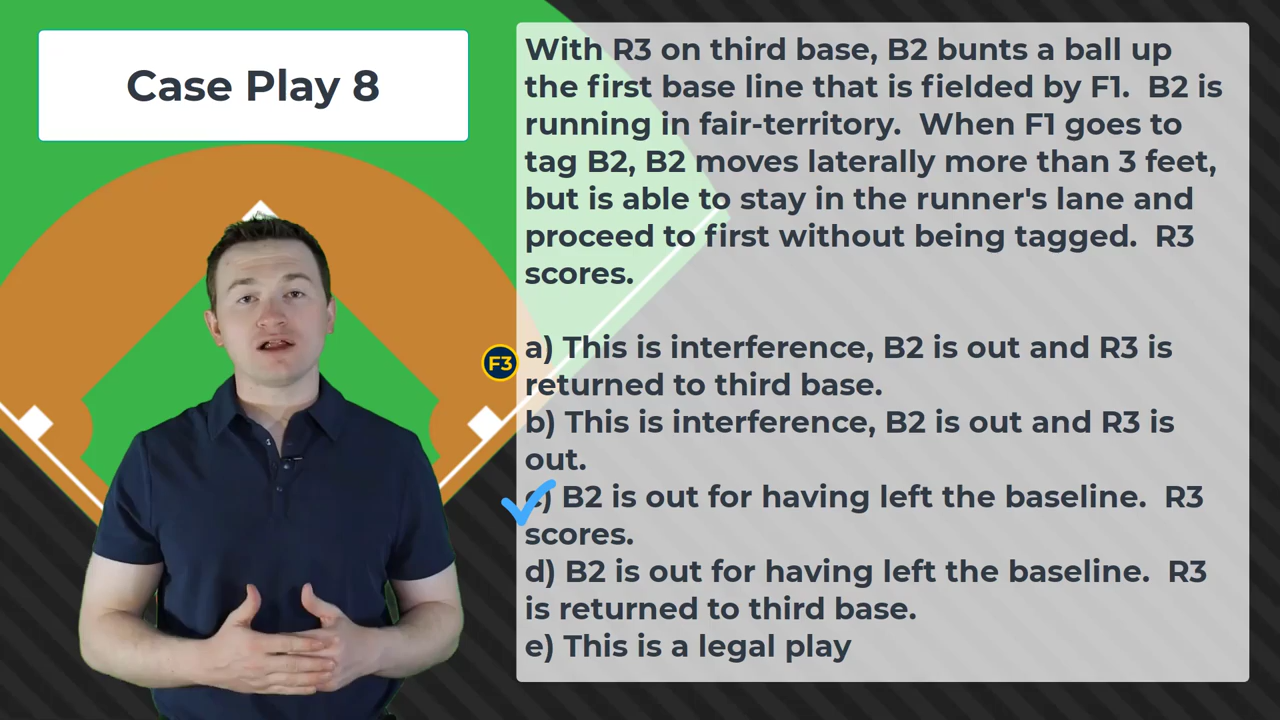 Case Play 8
With R3 on third base, B2 bunts a ball up
the first base line that is fielded by F1.  B2 is
running in fair-territory.  When F1 goes to
tag B2, B2 moves laterally more than 3 feet,
but is able to stay in the runner's lane and
proceed to first without being tagged.  R3
scores.
F3
a) This is interference, B2 is out and R3 is
returned to third base.
b) This is interference, B2 is out and R3 is
out.
c) B2 is out for having left the baseline.  R3
scores.
d) B2 is out for having left the baseline.  R3
is returned to third base.
e) This is a legal play